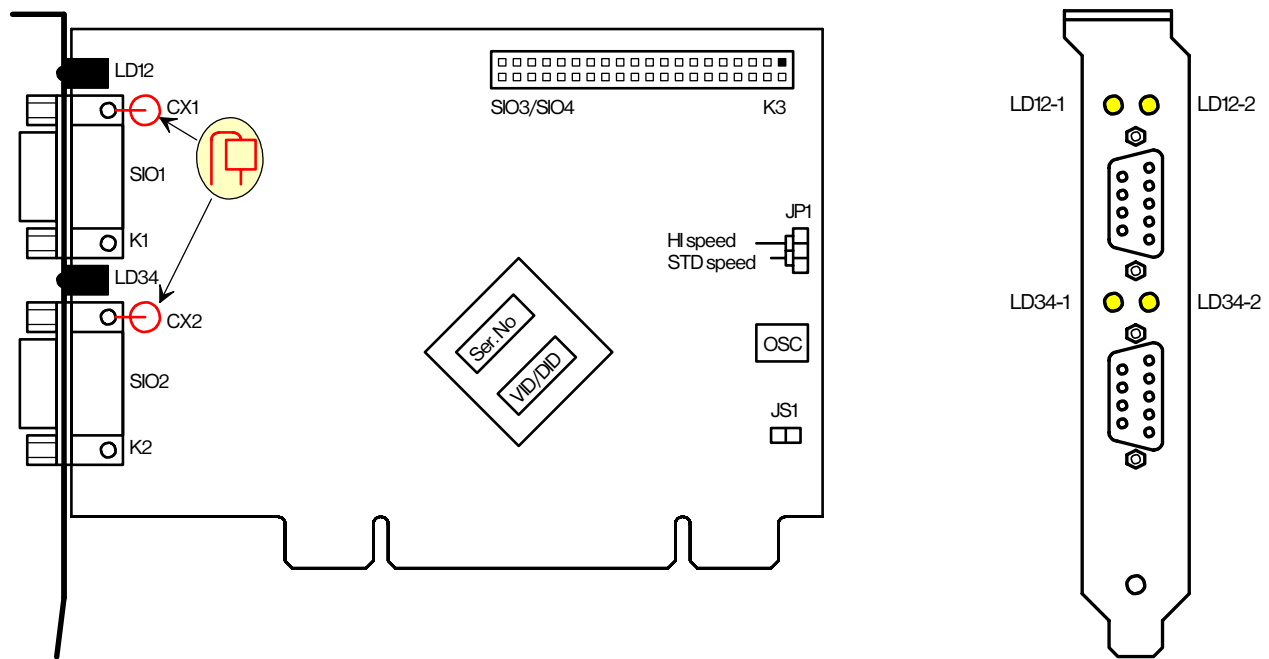 LD12
CX1
SIO1
K1
LD34
CX2
SIO2
K2
SIO3/SIO4
K3
JP1
HI speed
STD speed
OSC
JS1
Ser. No
VID/DID
LD12-1
LD12-2
LD34-1
LD34-2